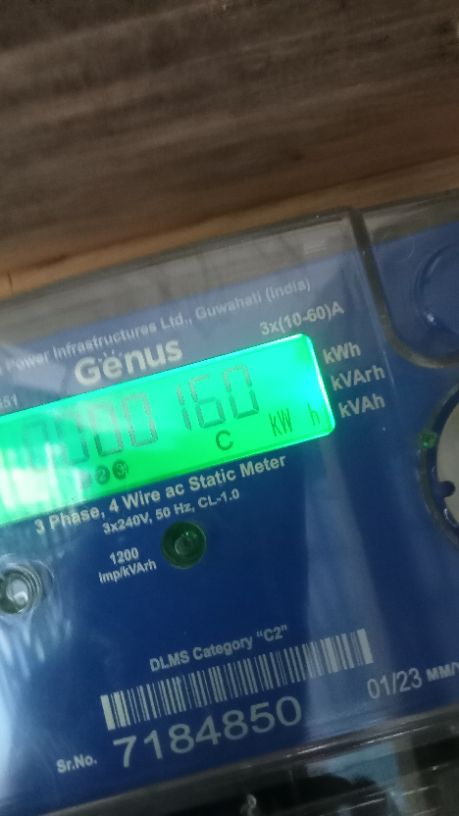 Power Infrastructures Ltd., Guwahati (India)
Genus
3x(10-60)A
kWh
kVArh
kVAh
0000160
C
kW h
3 Phase, 4 Wire ac Static Meter
3x240V, 50 Hz, CL-1.0
1200
imp/kVArh
DLMS Category "C2"
01/23
Sr.No. 7184850